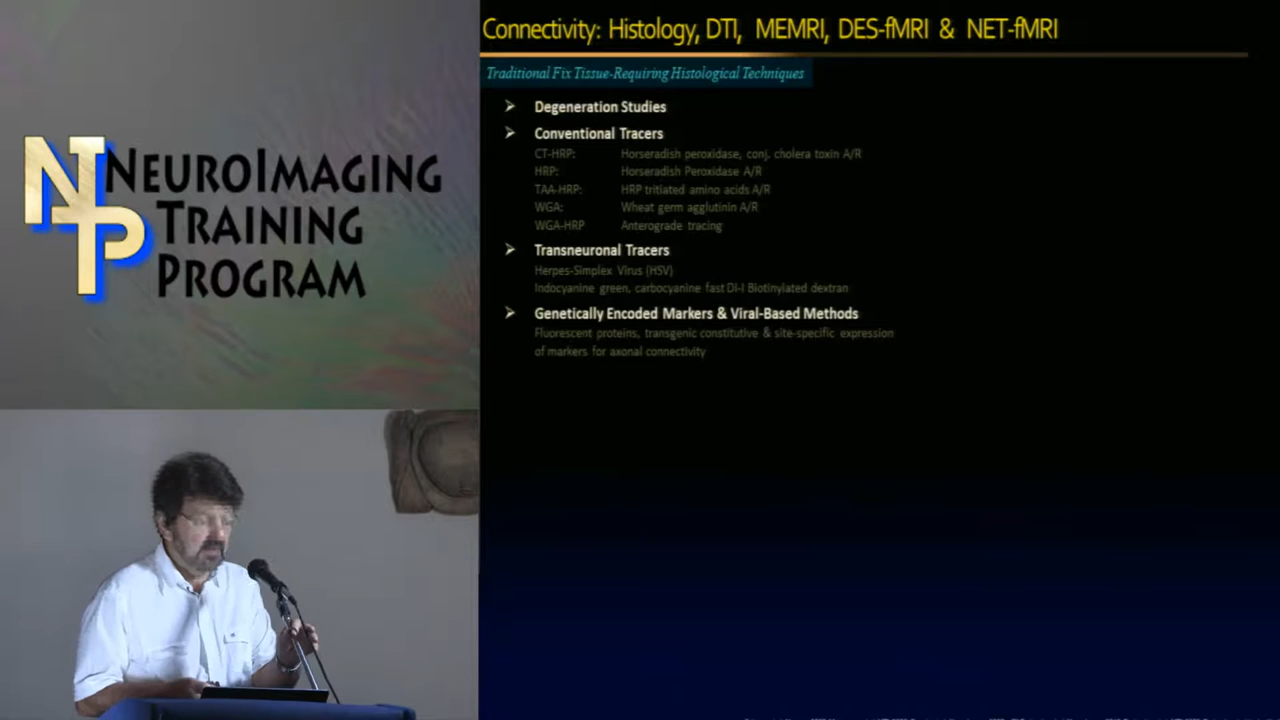 NP
NEUROIMAGING
TRAINING
PROGRAM
Connectivity: Histology, DTI, MEMRI, DES-fMRI & NET-fMRI
Traditional Fix Tissue-Requiring Histological Techniques
➤ Degeneration Studies
➤ Conventional Tracers
CT-HRP: Horseradish peroxidase, conj. cholera toxin A/R
HRP: Horseradish Peroxidase A/R
TAA-HRP: HRP tritiated amino acids A/R
WGA: Wheat germ agglutinin A/R
WGA-HRP Anterograde tracing
➤ Transneuronal Tracers
Herpes-Simplex Virus (HSV)
Indocyanine green, carbocyanine fast DI-I Biotinylated dextran
➤ Genetically Encoded Markers & Viral-Based Methods
Fluorescent proteins, transgenic constitutive & site-specific expression
of markers for axonal connectivity